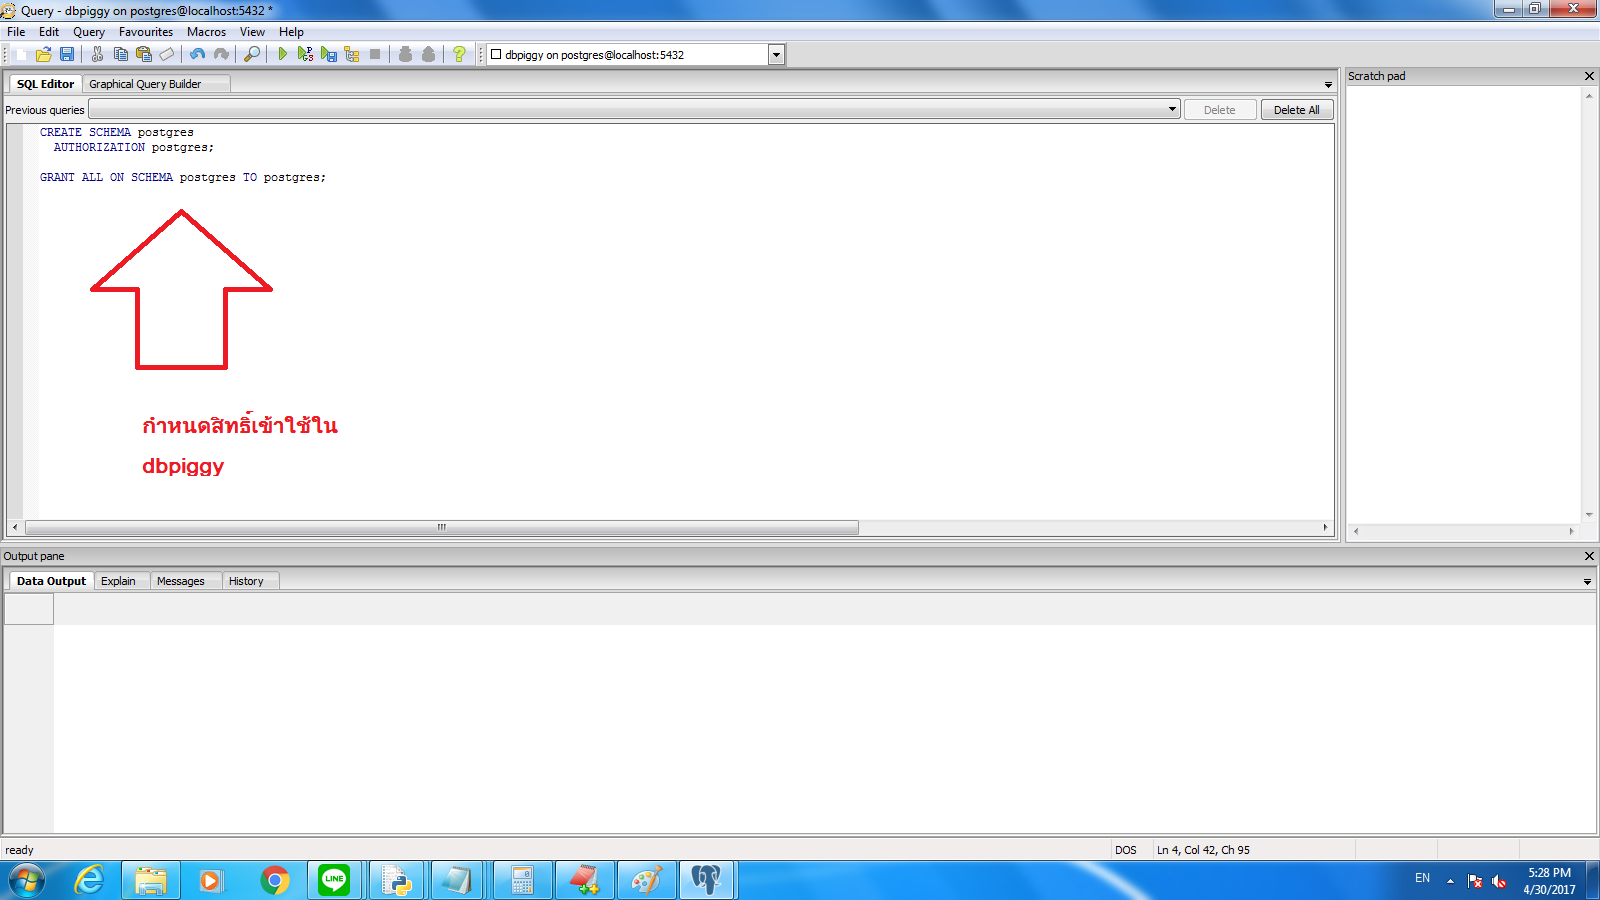 Query - dbpiggy on postgres@localhost:5432 *
File Edit Query Favourites Macros View Help
dbpiggy on postgres@localhost:5432
SQL Editor Graphical Query Builder
Scratch pad
Previous queries Delete Delete All
CREATE SCHEMA postgres
AUTHORIZATION postgres;
GRANT ALL ON SCHEMA postgres TO postgres;
กำหนดสิทธิ์เข้าใช้ใน
dbpiggy
Output pane
Data Output Explain Messages History
ready DOS Ln 4, Col 42, Ch 95
LINE
EN 5:28 PM
4/30/2017